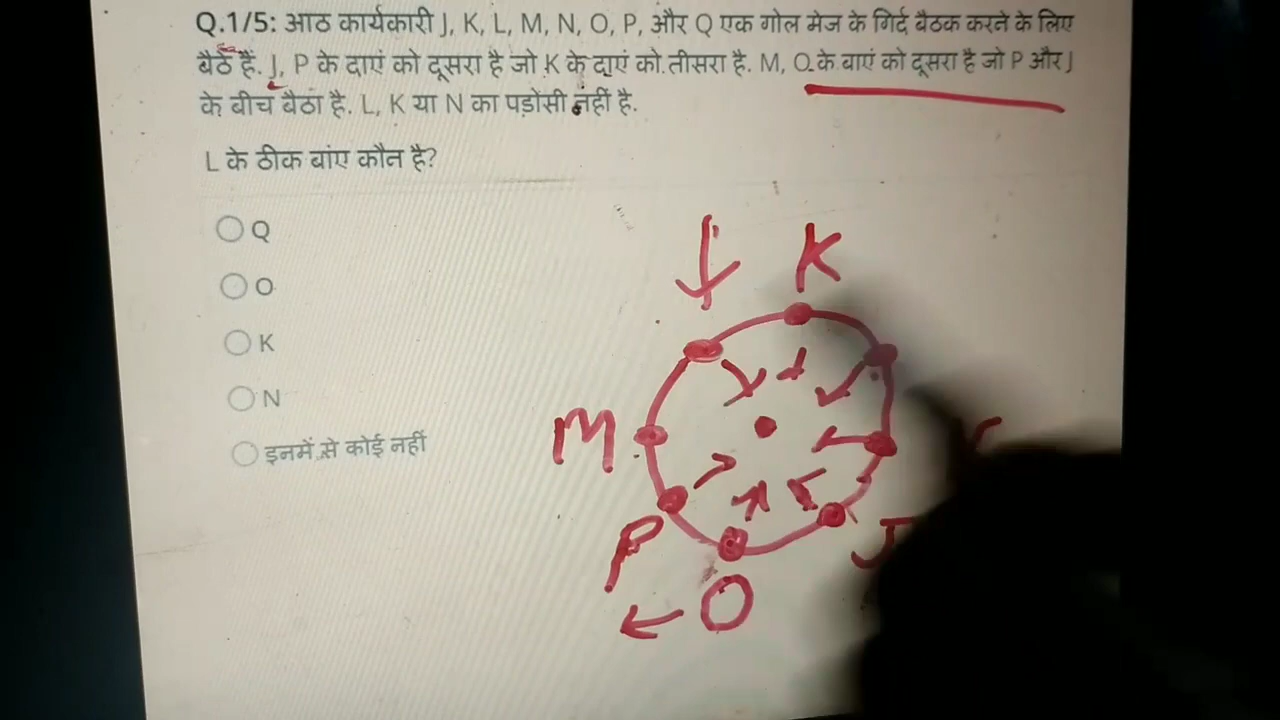 Q.1/5: आठ कार्यकारी J, K, L, M, N, O, P, और Q एक गोल मेज के गिर्द बैठक करने के लिए
बैठे हैं. J, P के दाएं को दूसरा है जो K के दाएं को तीसरा है. M, O के बाएं को दूसरा है जो P और J
के बीच बैठा है. L, K या N का पड़ोसी नहीं है.
L के ठीक बांए कौन है?
Q
O
K
N
इनमें से कोई नहीं
K
M
P
J
O